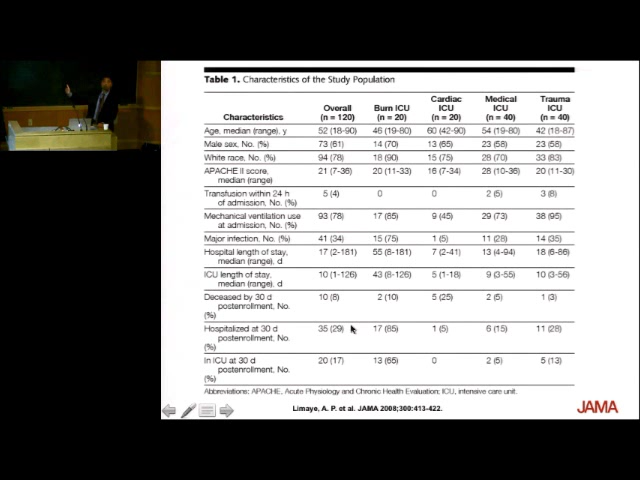 Table 1. Characteristics of the Study Population
Characteristics Overall (n = 120) Burn ICU (n = 20) Cardiac ICU (n = 20) Medical ICU (n = 40) Trauma ICU (n = 40)
Age, median (range), y 52 (18-90) 46 (19-80) 60 (42-90) 54 (19-80) 42 (18-87)
Male sex, No. (%) 73 (61) 14 (70) 13 (65) 23 (58) 23 (58)
White race, No. (%) 94 (78) 18 (90) 15 (75) 28 (70) 33 (83)
APACHE II score, median (range) 21 (7-36) 20 (11-33) 16 (7-34) 28 (10-36) 20 (11-30)
Transfusion within 24 h of admission, No. (%) 5 (4) 0 0 2 (5) 3 (8)
Mechanical ventilation use at admission, No. (%) 93 (78) 17 (85) 9 (45) 29 (73) 38 (95)
Major infection, No. (%) 41 (34) 15 (75) 1 (5) 11 (28) 14 (35)
Hospital length of stay, median (range), d 17 (2-181) 55 (8-181) 7 (2-41) 13 (4-94) 18 (6-86)
ICU length of stay, median (range), d 10 (1-126) 43 (8-126) 5 (1-18) 9 (3-55) 10 (3-56)
Deceased by 30 d postenrollment, No. (%) 10 (8) 2 (10) 5 (25) 2 (5) 1 (3)
Hospitalized at 30 d postenrollment, No. (%) 35 (29) 17 (85) 1 (5) 6 (15) 11 (28)
In ICU at 30 d postenrollment, No. (%) 20 (17) 13 (65) 0 2 (5) 5 (13)
Abbreviations: APACHE, Acute Physiology and Chronic Health Evaluation; ICU, intensive care unit.
Limaye, A. P. et al. JAMA 2008;300:413-422.
JAMA